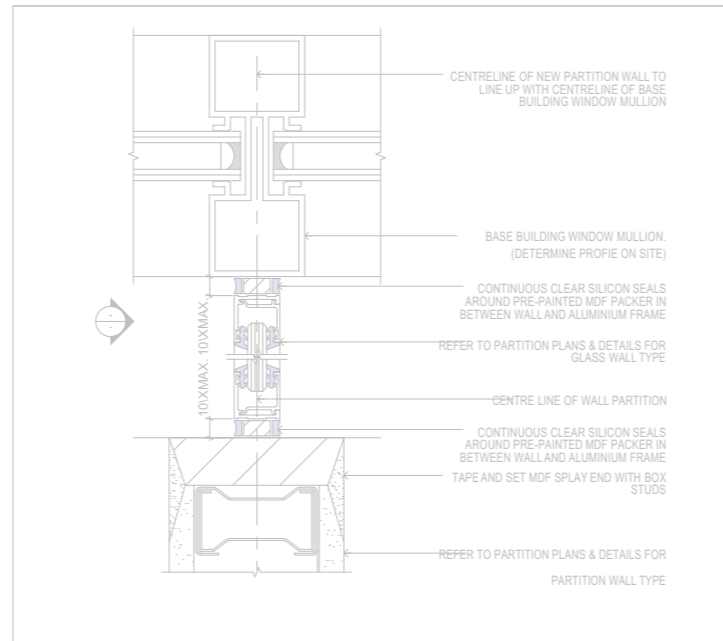 CENTRELINE OF NEW PARTITION WALL TO
LINE UP WITH CENTRELINE OF BASE
BUILDING WINDOW MULLION
BASE BUILDING WINDOW MULLION.
(DETERMINE PROFIE ON SITE)
CONTINUOUS CLEAR SILICON SEALS
AROUND PRE-PAINTED MDF PACKER IN
BETWEEN WALL AND ALUMINIUM FRAME
REFER TO PARTITION PLANS & DETAILS FOR
GLASS WALL TYPE
CENTRE LINE OF WALL PARTITION
CONTINUOUS CLEAR SILICON SEALS
AROUND PRE-PAINTED MDF PACKER IN
BETWEEN WALL AND ALUMINIUM FRAME
TAPE AND SET MDF SPLAY END WITH BOX
STUDS
REFER TO PARTITION PLANS & DETAILS FOR
PARTITION WALL TYPE
10\XMAX. 10\XMAX.